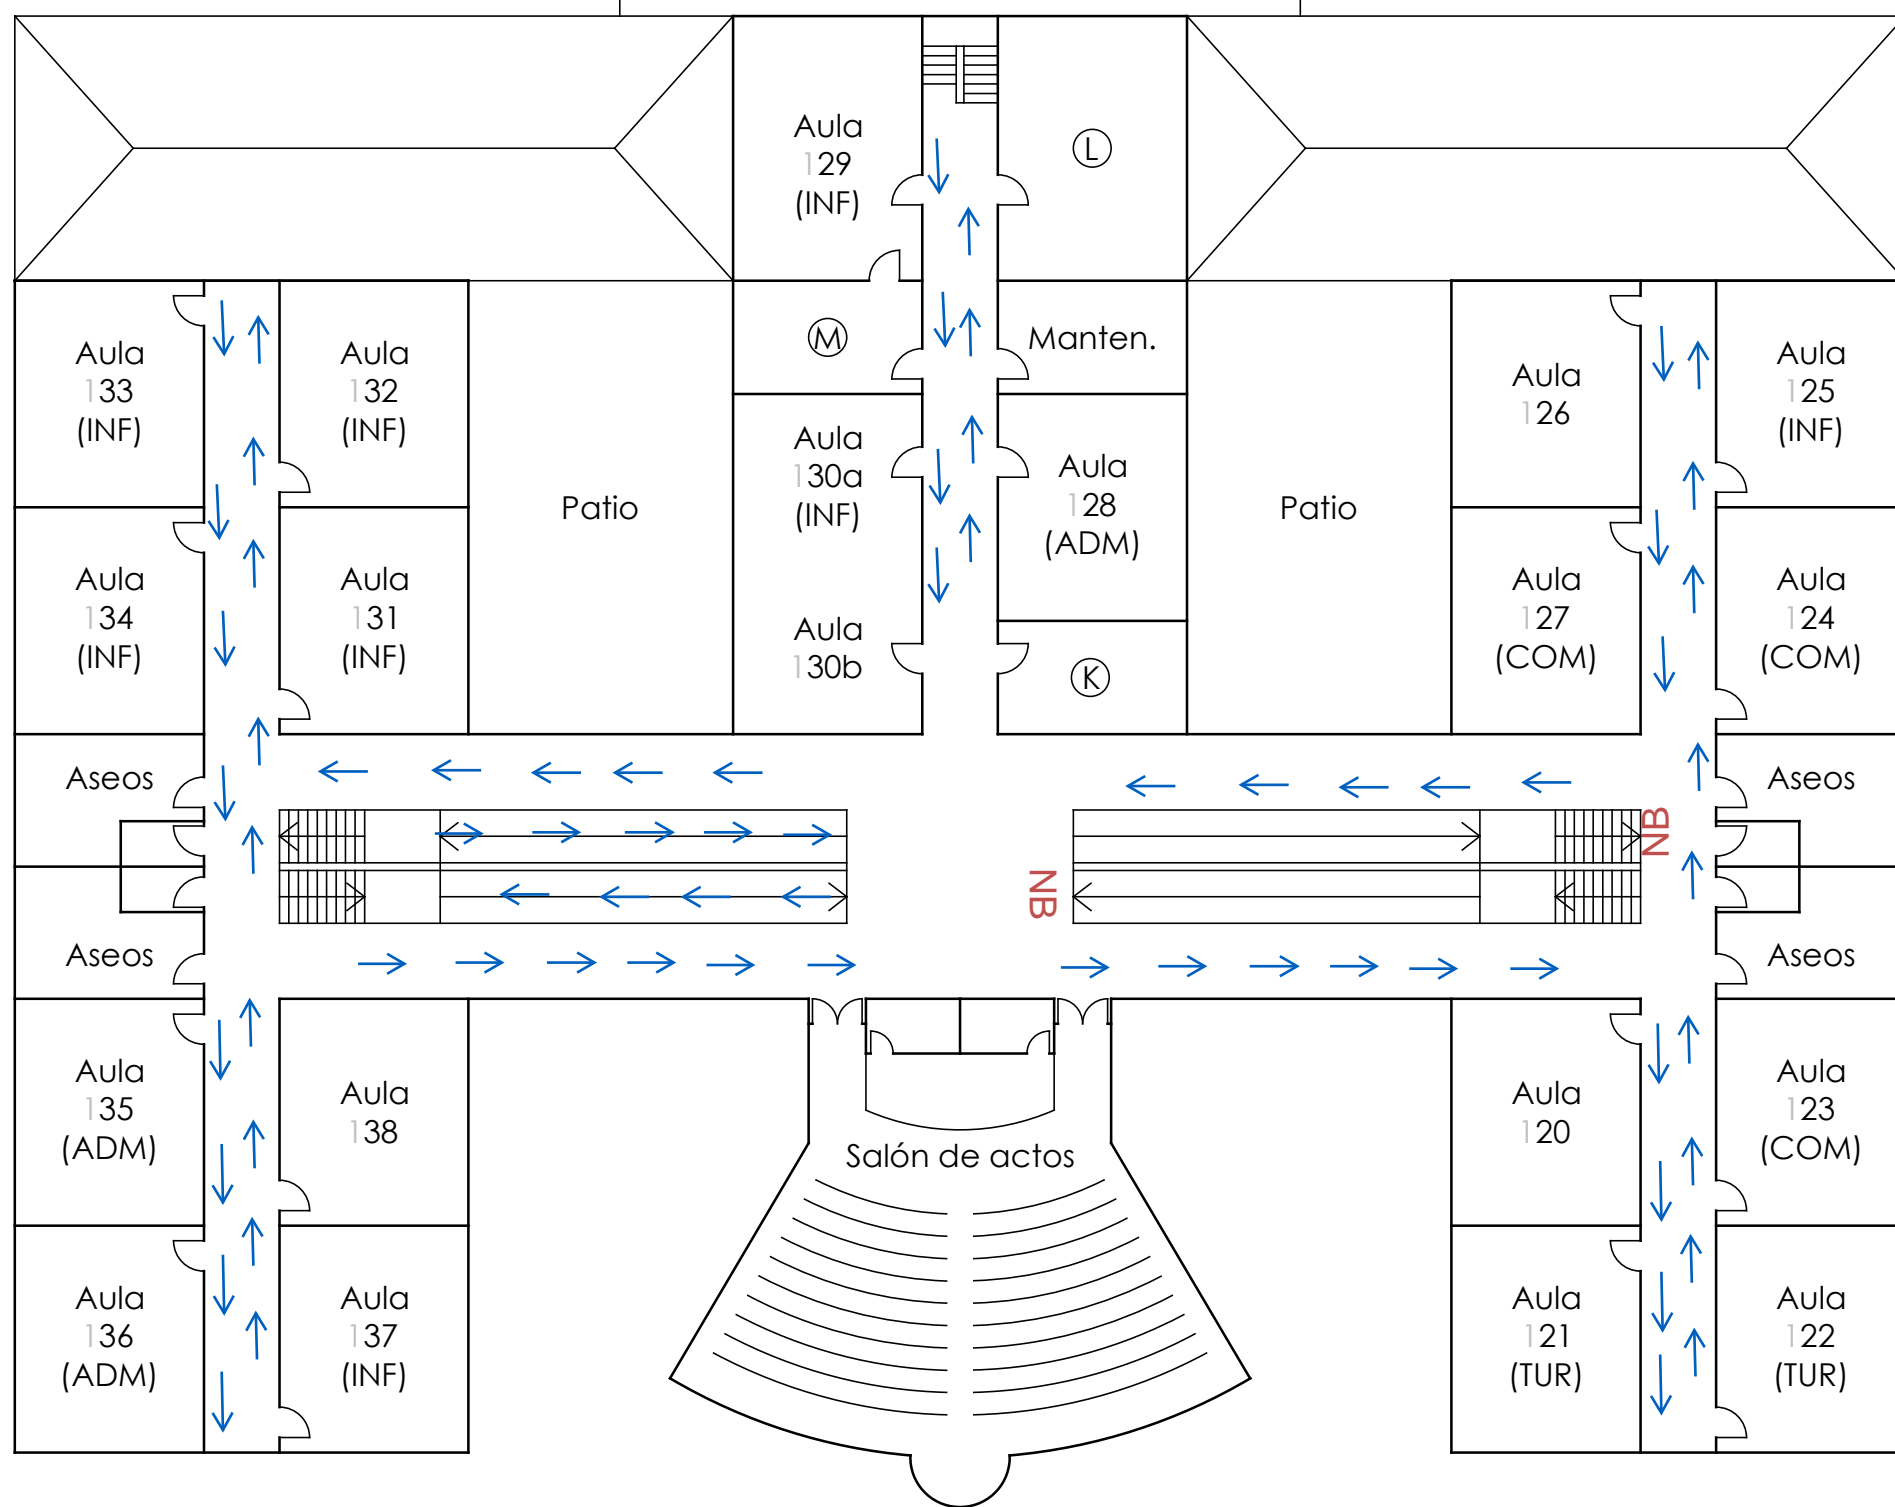 Aula
129
(INF)
L
Aula
133
(INF)
Aula
132
(INF)
M
Manten.
Aula
126
Aula
125
(INF)
Patio
Aula
130a
(INF)
Aula
128
(ADM)
Patio
Aula
134
(INF)
Aula
131
(INF)
Aula
130b
K
Aula
127
(COM)
Aula
124
(COM)
Aseos
Aseos
NB
NB
Aseos
Aseos
Aula
135
(ADM)
Aula
138
Salón de actos
Aula
120
Aula
123
(COM)
Aula
136
(ADM)
Aula
137
(INF)
Aula
121
(TUR)
Aula
122
(TUR)